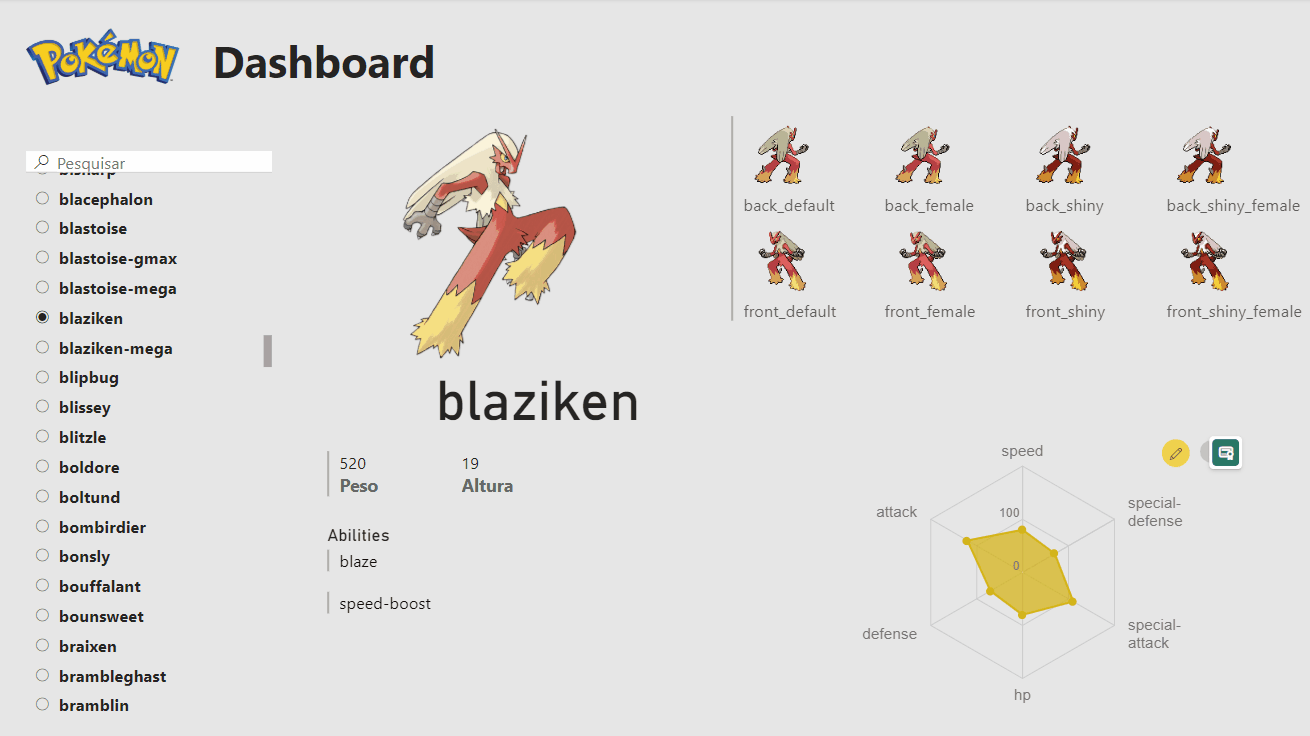 POKéMON
Dashboard
Pesquisar
bisharp
blacephalon
blastoise
blastoise-gmax
blastoise-mega
blaziken
blaziken-mega
blipbug
blissey
blitzle
boldore
boltund
bombirdier
bonsly
bouffalant
bounsweet
braixen
brambleghast
bramblin
blaziken
520
Peso
19
Altura
Abilities
blaze
speed-boost
back_default
back_female
back_shiny
back_shiny_female
front_default
front_female
front_shiny
front_shiny_female
speed
special-
defense
special-
attack
hp
defense
attack
100
0